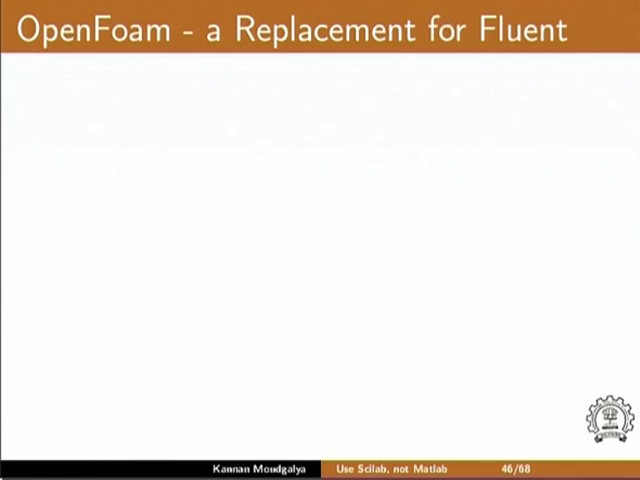 OpenFoam - a Replacement for Fluent
Kannan Moudgalya
Use Scilab, not Matlab
46/68